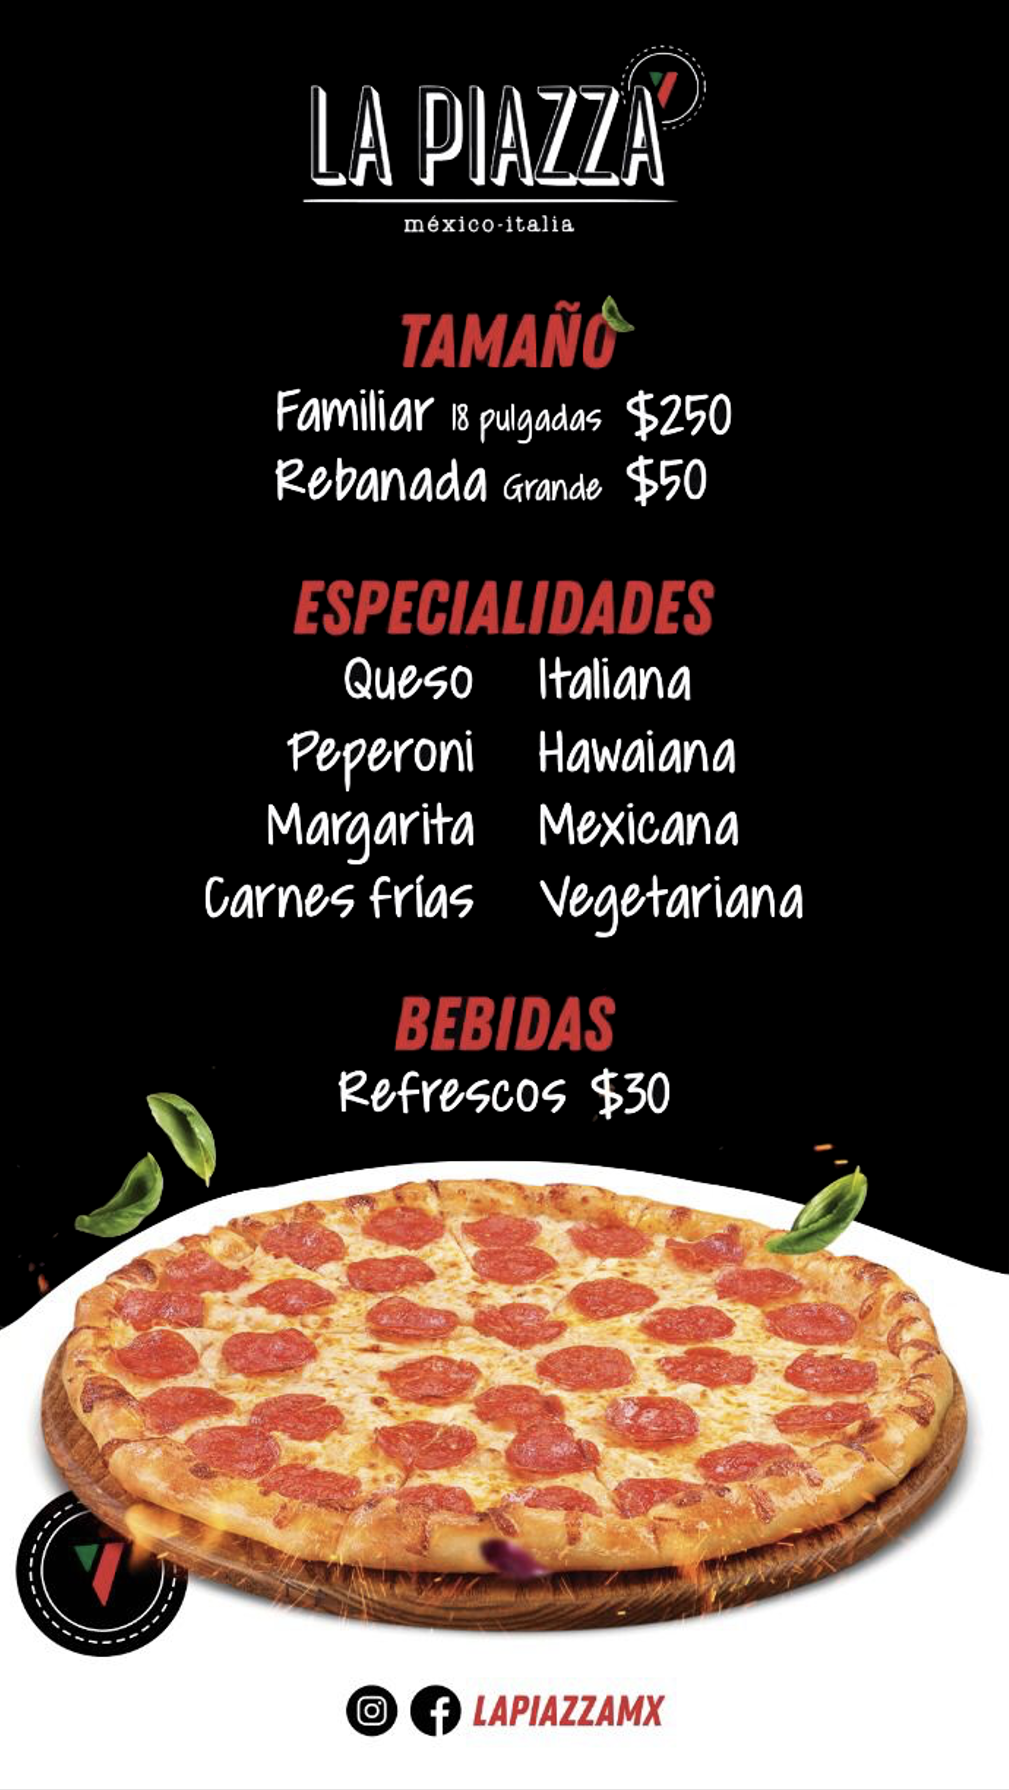 LA PIAZZA
méxico-italia
TAMAÑO
Familiar 18 pulgadas $250
Rebanada Grande $50
ESPECIALIDADES
Queso Italiana
Peperoni Hawaiana
Margarita Mexicana
Carnes frías Vegetariana
BEBIDAS
Refrescos $30
LAPIAZZAMX